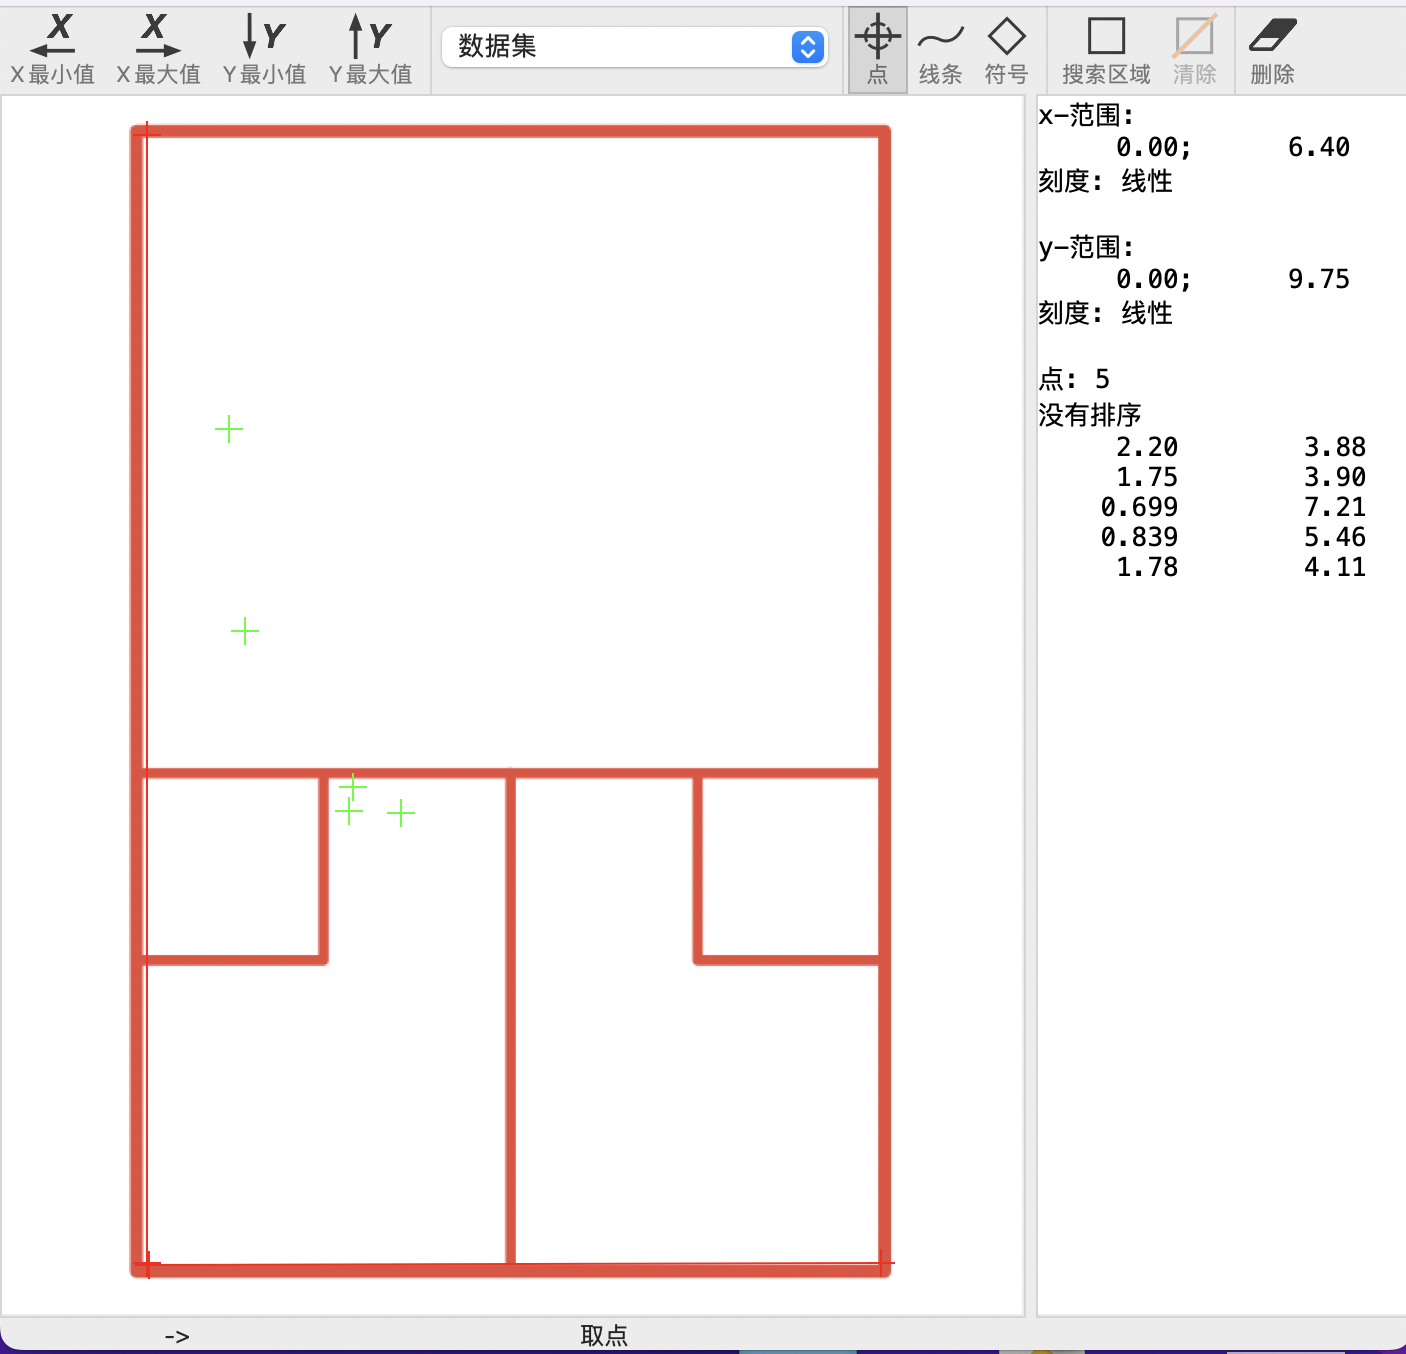 X Y Y
X最小值 X最大值 Y最小值 Y最大值 数据集 点 线条 符号 搜索区域 清除 删除
x-范围:
0.00; 6.40
刻度: 线性
y-范围:
0.00; 9.75
刻度: 线性
点: 5
没有排序
2.20 3.88
1.75 3.90
0.699 7.21
0.839 5.46
1.78 4.11
-> 取点